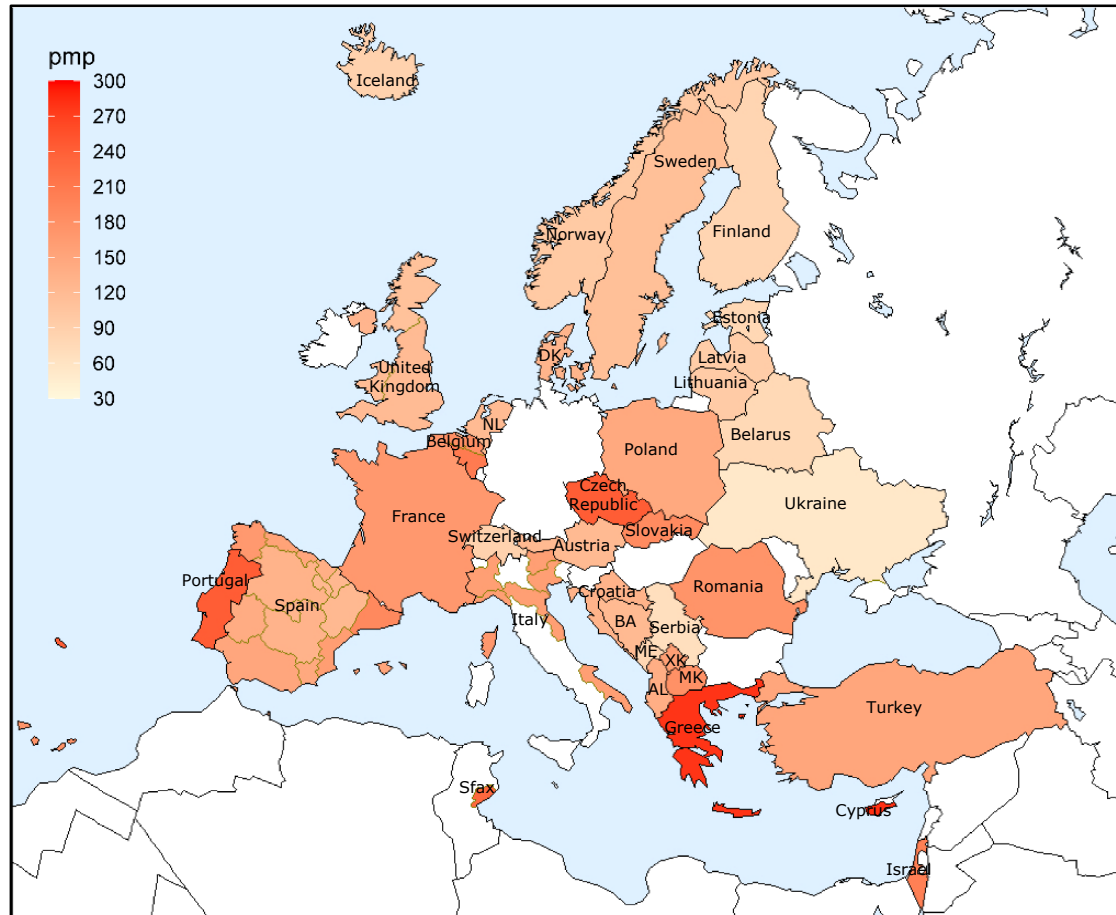 pmp
300
270
240
210
180
150
120
90
60
30
Iceland
Sweden
Norway
Finland
Estonia
Latvia
Lithuania
DK
United
Kingdom
NL
Belgium
Belarus
Poland
Ukraine
Czech
Republic
France
Slovakia
Switzerland
Austria
Portugal
Romania
Spain
Croatia
Italy
BA
Serbia
ME
XK
MK
AL
Turkey
Greece
Sfax
Cyprus
Israel